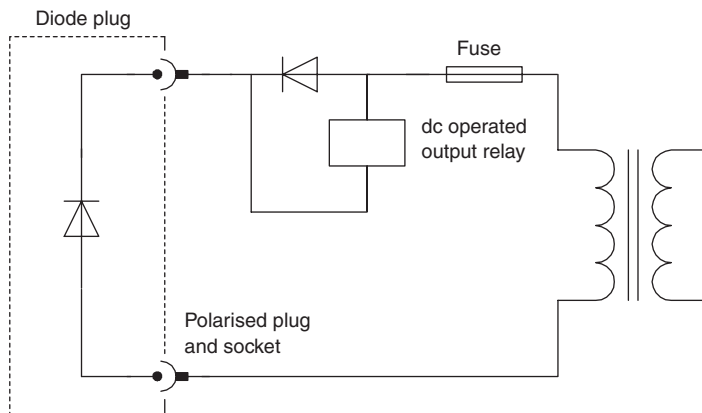 Diode plug
Fuse
dc operated
output relay
Polarised plug
and socket